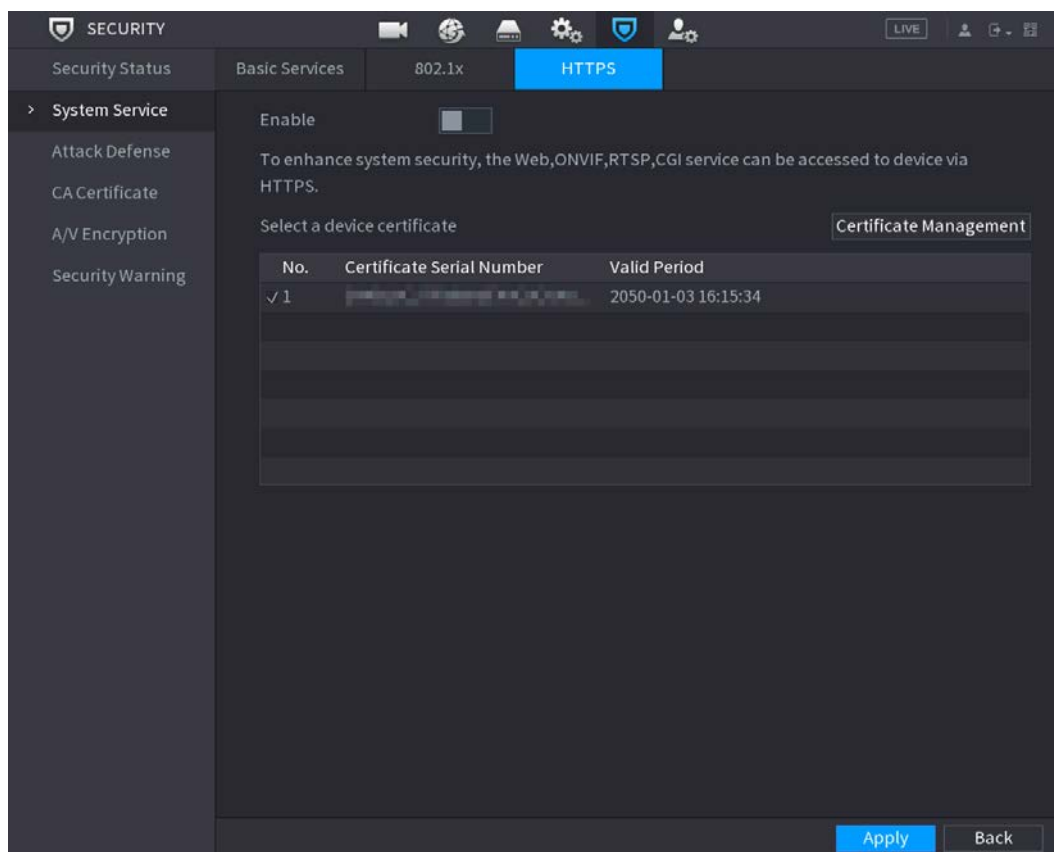 SECURITY
LIVE
Security Status
Basic Services
802.1x
HTTPS
System Service
Attack Defense
CA Certificate
A/V Encryption
Security Warning
Enable
To enhance system security, the Web,ONVIF,RTSP,CGI service can be accessed to device via
HTTPS.
Select a device certificate
Certificate Management
No. Certificate Serial Number Valid Period
1 2050-01-03 16:15:34
Apply
Back